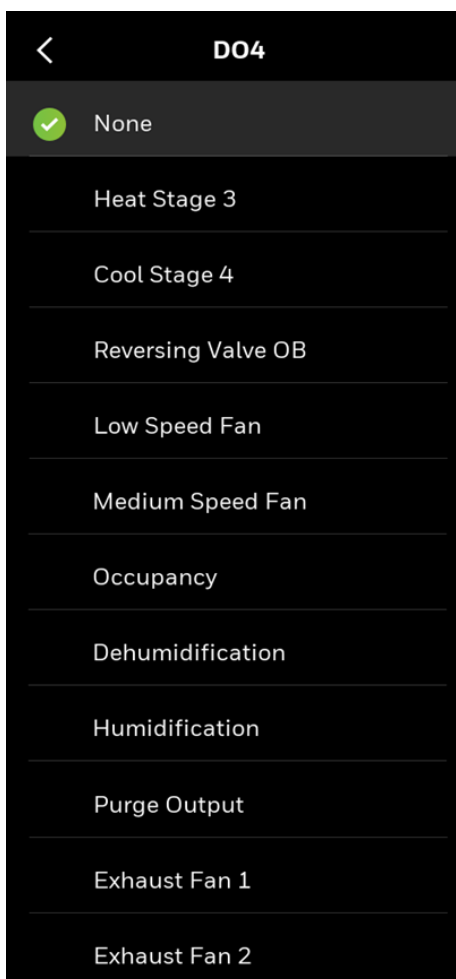 DO4
None
Heat Stage 3
Cool Stage 4
Reversing Valve OB
Low Speed Fan
Medium Speed Fan
Occupancy
Dehumidification
Humidification
Purge Output
Exhaust Fan 1
Exhaust Fan 2